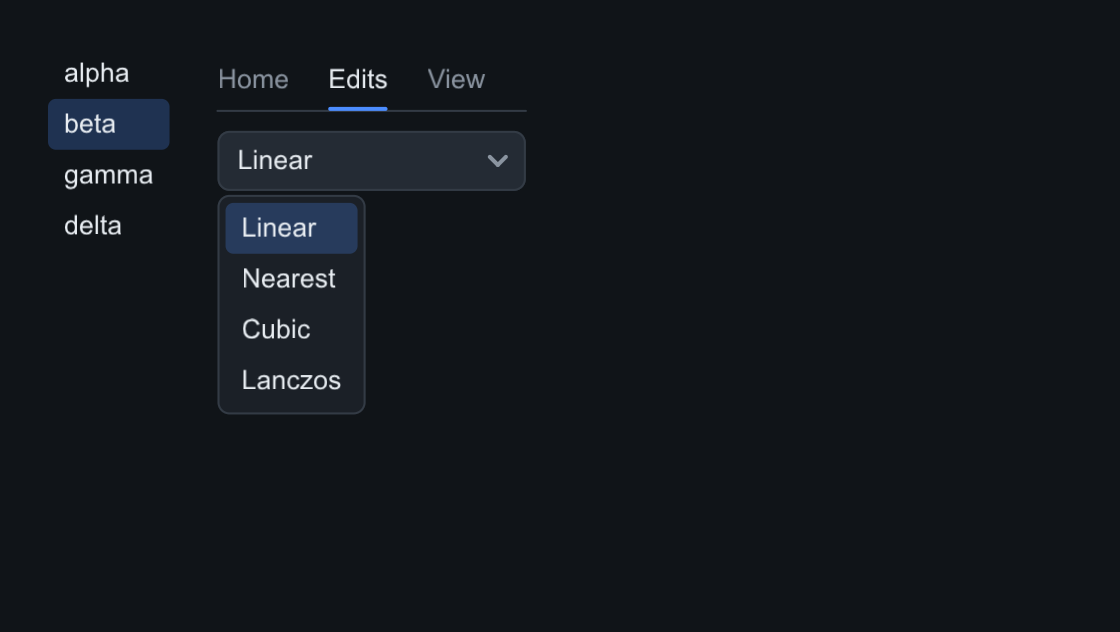 alpha
beta
gamma
delta
Home Edits View
Linear
Linear
Nearest
Cubic
Lanczos